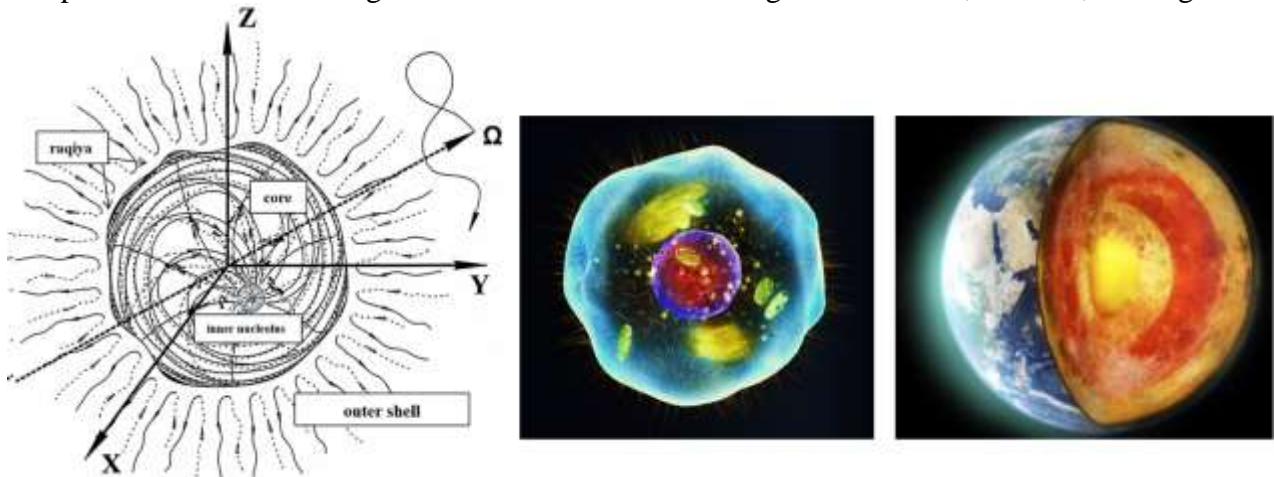 Z
Ω
raqiya
core
Y
inner nucleolus
outer shell
X